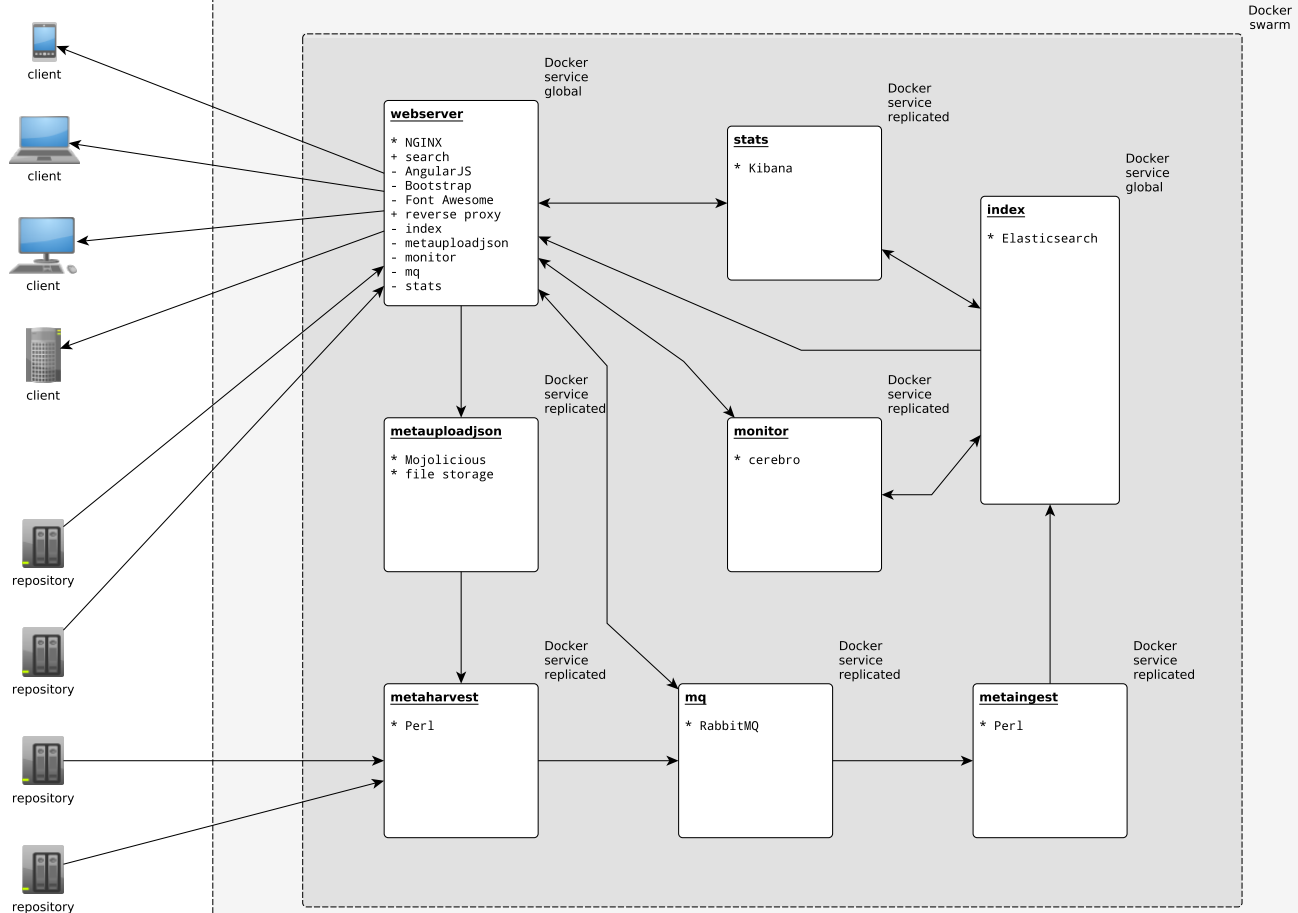 Docker
swarm
client
client
client
client
repository
repository
repository
repository
Docker
service
global
webserver
* NGINX
+ search
- AngularJS
- Bootstrap
- Font Awesome
+ reverse proxy
- index
- metauploadjson
- monitor
- mq
- stats
Docker
service
replicated
stats
* Kibana
Docker
service
global
index
* Elasticsearch
Docker
service
replicated
metauploadjson
* Mojolicious
* file storage
Docker
service
replicated
monitor
* cerebro
Docker
service
replicated
metaharvest
* Perl
Docker
service
replicated
mq
* RabbitMQ
Docker
service
replicated
metaingest
* Perl